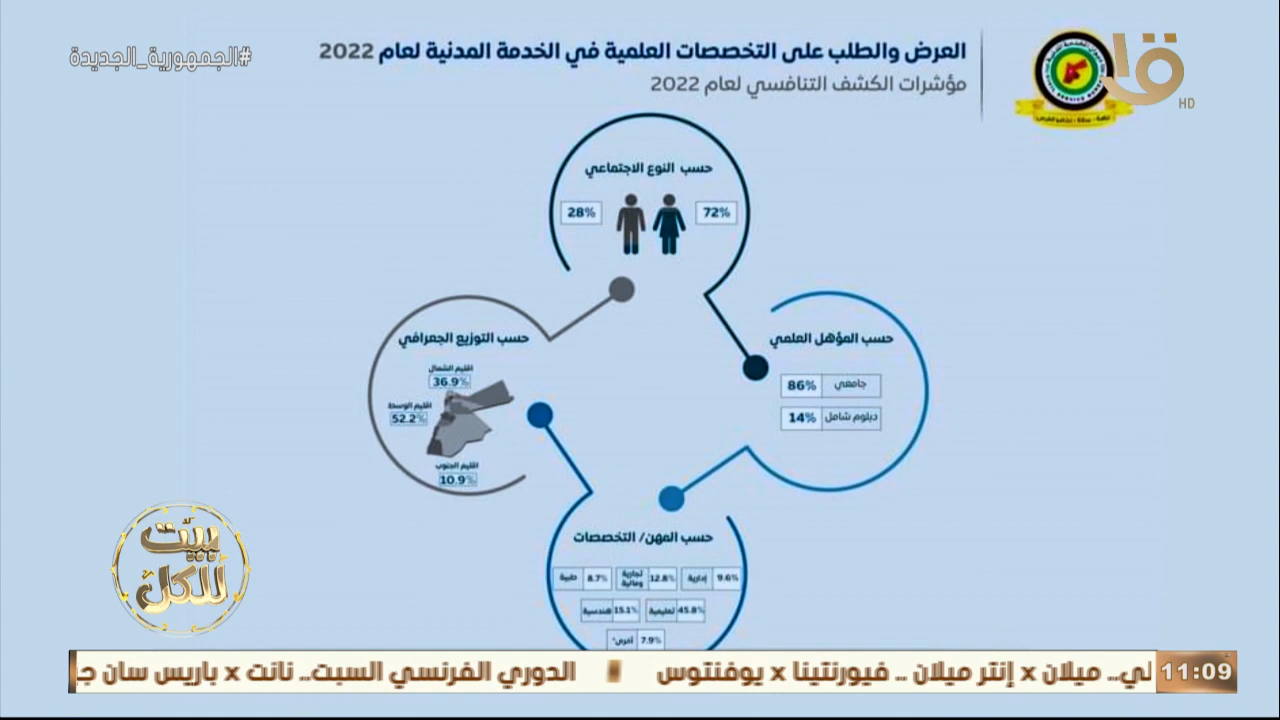 #الجمهورية_الجديدة
HD
العرض والطلب على التخصصات العلمية في الخدمة المدنية لعام 2022
مؤشرات الكشف التنافسي لعام 2022
حسب النوع الاجتماعي
28%
72%
حسب المؤهل العلمي
جامعي 86%
دبلوم شامل 14%
حسب التوزيع الجعرافي
اقليم الشمال
36.9%
اقليم الوسط
52.2%
اقليم الجنوب
10.9%
حسب المهن/ التخصصات
9.6% إدارية
12.8% تجارية ومالية
8.7% طبية
45.8% تعليمية
15.1% هندسية
7.9% أخرى*
بيت للكل
11:09
لي.. ميلان x إنتر ميلان .. فيورنتينا x يوفنتوس
الدوري الفرنسي السبت.. نانت x باريس سان جـ